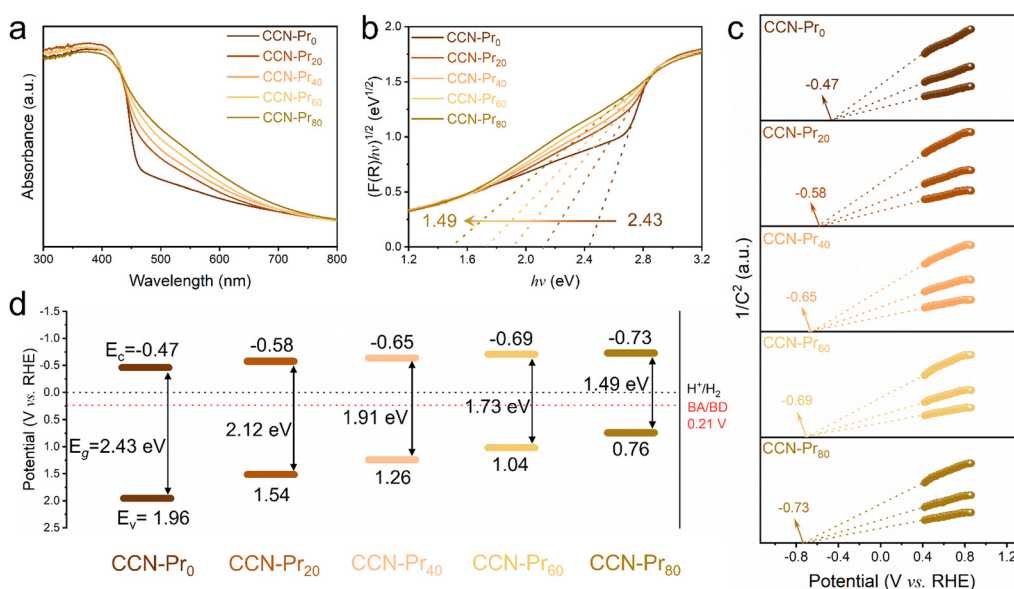 a
Absorbance (a.u.)
CCN-Pr₀
CCN-Pr₂₀
CCN-Pr₄₀
CCN-Pr₆₀
CCN-Pr₈₀
300 400 500 600 700 800
Wavelength (nm)
b
(F(R)hv)^1/2 (eV^1/2)
2.0
1.5
1.0
0.5
0.0
CCN-Pr₀
CCN-Pr₂₀
CCN-Pr₄₀
CCN-Pr₆₀
CCN-Pr₈₀
1.49 2.43
1.2 1.6 2.0 2.4 2.8 3.2
hv (eV)
c
1/C² (a.u.)
CCN-Pr₀
-0.47
CCN-Pr₂₀
-0.58
CCN-Pr₄₀
-0.65
CCN-Pr₆₀
-0.69
CCN-Pr₈₀
-0.73
-0.8 -0.4 0.0 0.4 0.8
Potential (V vs. RHE)
d
Potential (V vs. RHE)
-1.5
-1.0
-0.5
0.0
0.5
1.0
1.5
2.0
2.5
E_c=-0.47 -0.58 -0.65 -0.69 -0.73
E_g=2.43 eV 2.12 eV 1.91 eV 1.73 eV 1.49 eV
E_v= 1.96 1.54 1.26 1.04 0.76
H⁺/H₂
BA/BD
0.21 V
CCN-Pr₀ CCN-Pr₂₀ CCN-Pr₄₀ CCN-Pr₆₀ CCN-Pr₈₀